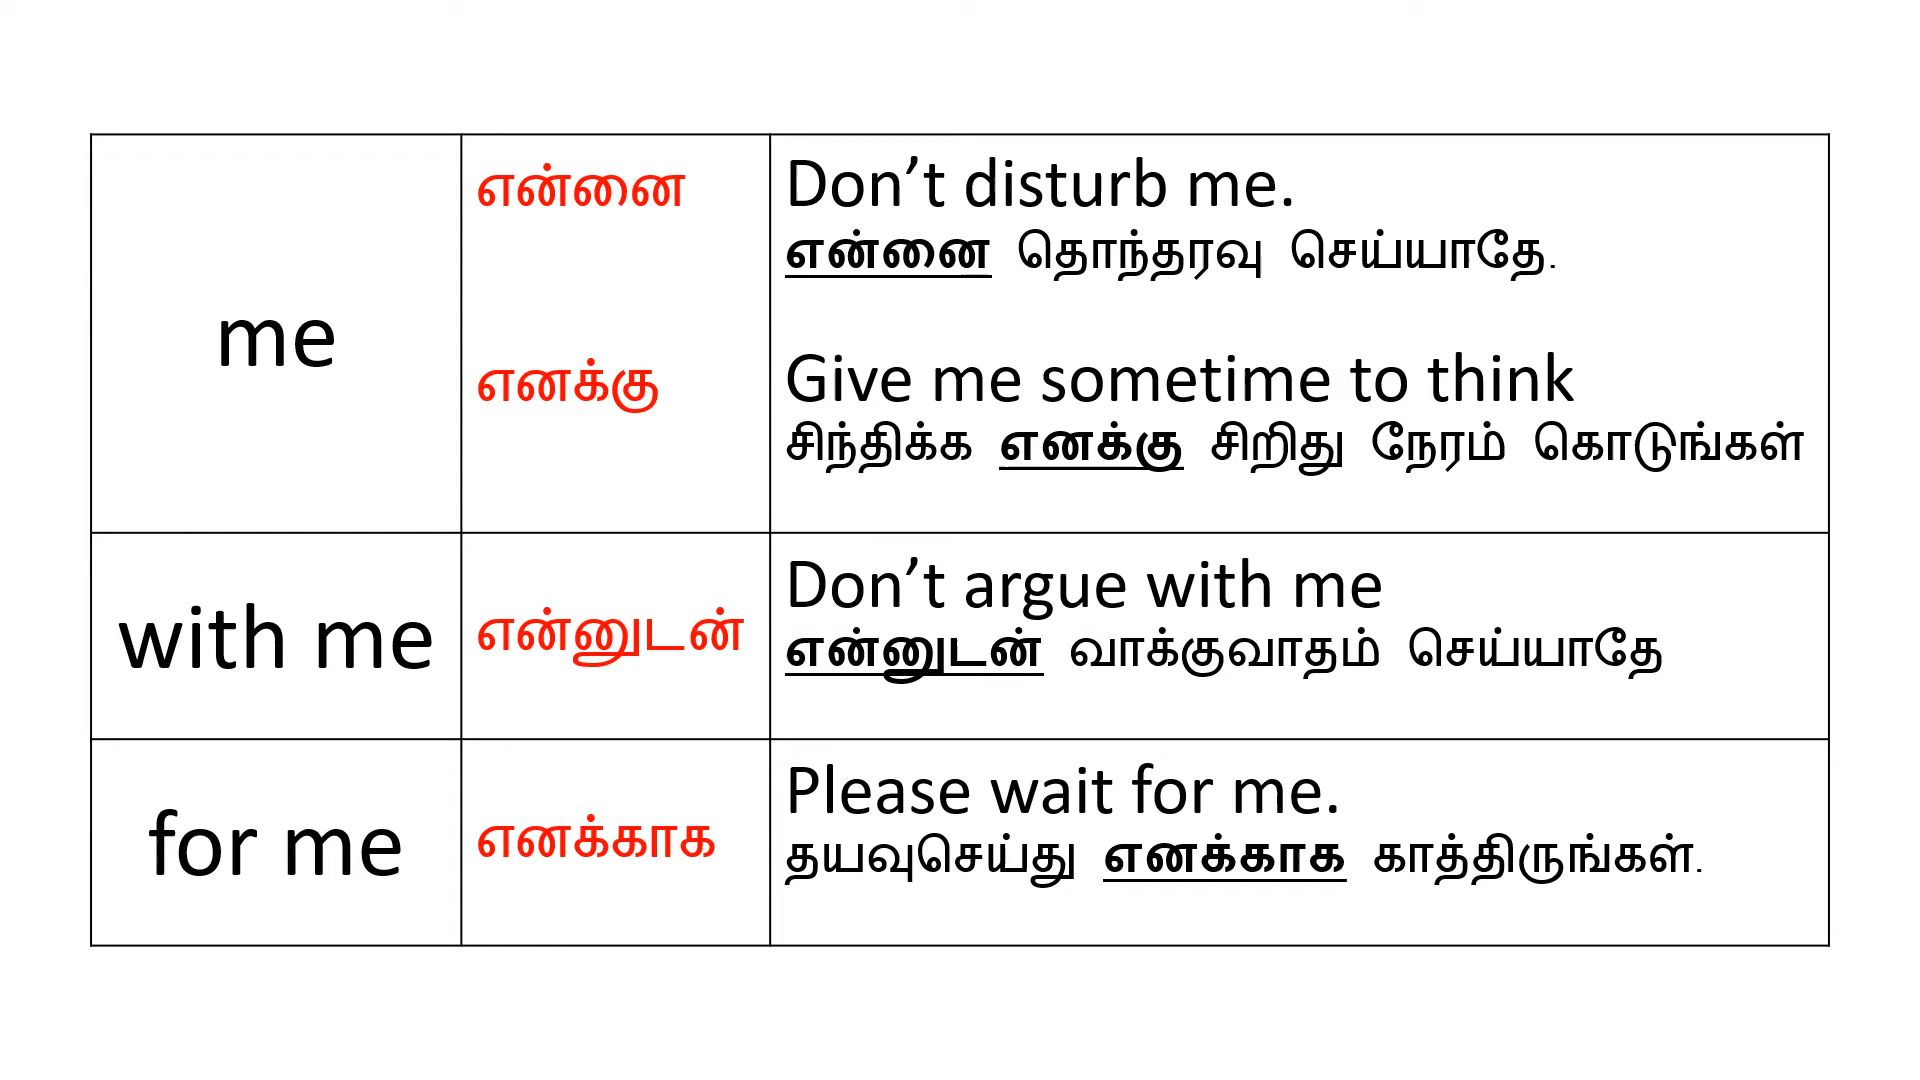 me
என்னை
Don’t disturb me.
என்னை தொந்தரவு செய்யாதே.
எனக்கு
Give me sometime to think
சிந்திக்க எனக்கு சிறிது நேரம் கொடுங்கள்
with me
என்னுடன்
Don’t argue with me
என்னுடன் வாக்குவாதம் செய்யாதே
for me
எனக்காக
Please wait for me.
தயவுசெய்து எனக்காக காத்திருங்கள்.